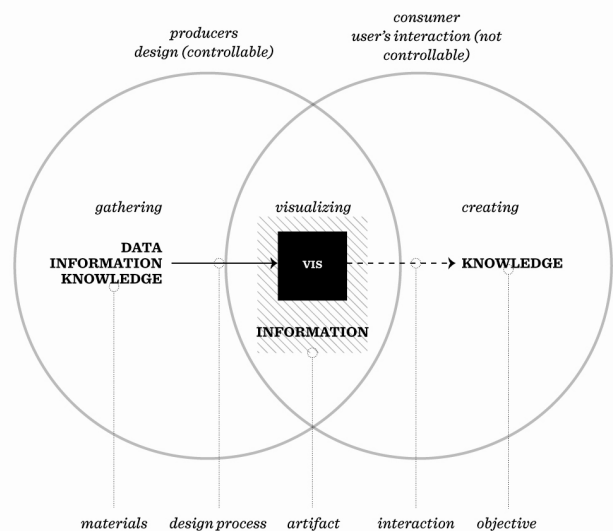 producers
design (controllable)
consumer
user's interaction (not
controllable)
gathering
visualizing
creating
DATA
INFORMATION
KNOWLEDGE
VIS
KNOWLEDGE
INFORMATION
materials
design process
artifact
interaction
objective